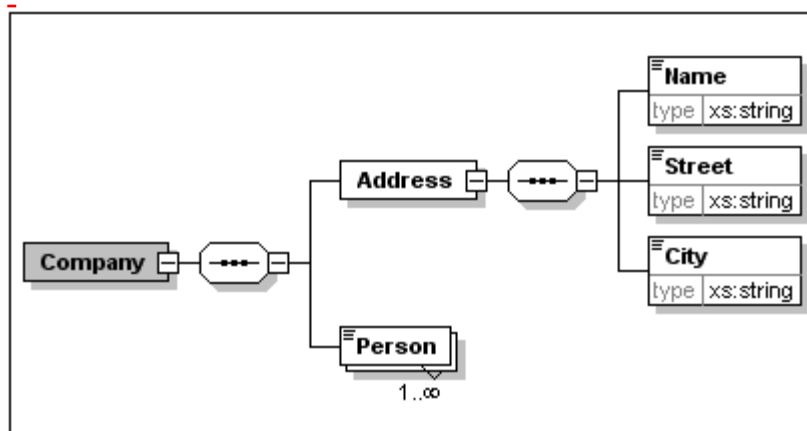 Name
type xs:string
Address
Street
type xs:string
Company
City
type xs:string
Person
1..∞